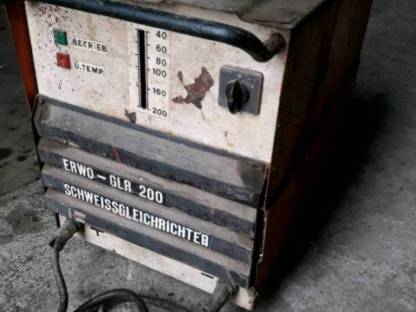 BETRIEB
Ü.TEMP.
40
60
80
100
160
200
ERWO-GLR 200
SCHWEISSGLEICHRICHTER